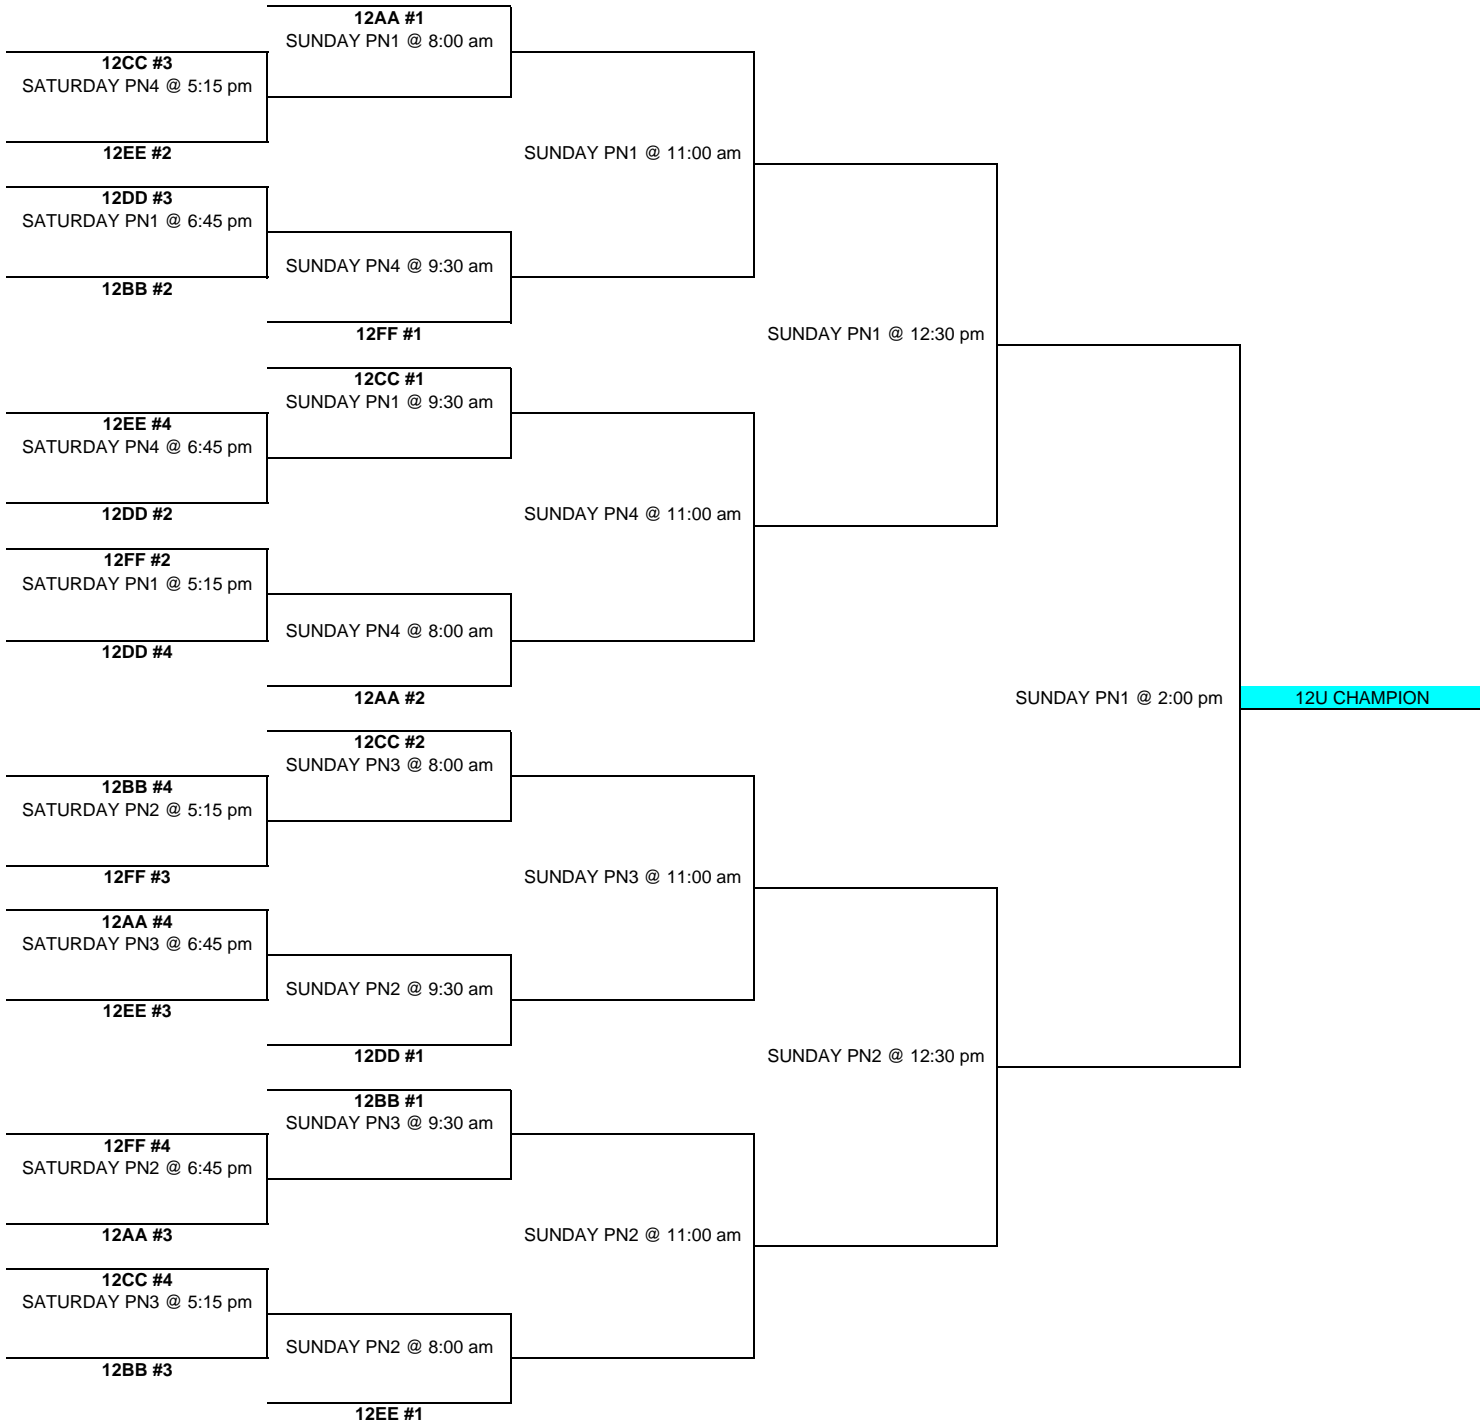 12AA #1
SUNDAY PN1 @ 8:00 am
12CC #3
SATURDAY PN4 @ 5:15 pm
12EE #2
SUNDAY PN1 @ 11:00 am
12DD #3
SATURDAY PN1 @ 6:45 pm
SUNDAY PN4 @ 9:30 am
12BB #2
12FF #1
SUNDAY PN1 @ 12:30 pm
12CC #1
SUNDAY PN1 @ 9:30 am
12EE #4
SATURDAY PN4 @ 6:45 pm
12DD #2
SUNDAY PN4 @ 11:00 am
12FF #2
SATURDAY PN1 @ 5:15 pm
SUNDAY PN4 @ 8:00 am
12DD #4
12AA #2
SUNDAY PN1 @ 2:00 pm
12U CHAMPION
12CC #2
SUNDAY PN3 @ 8:00 am
12BB #4
SATURDAY PN2 @ 5:15 pm
12FF #3
SUNDAY PN3 @ 11:00 am
12AA #4
SATURDAY PN3 @ 6:45 pm
SUNDAY PN2 @ 9:30 am
12EE #3
12DD #1
SUNDAY PN2 @ 12:30 pm
12BB #1
SUNDAY PN3 @ 9:30 am
12FF #4
SATURDAY PN2 @ 6:45 pm
12AA #3
SUNDAY PN2 @ 11:00 am
12CC #4
SATURDAY PN3 @ 5:15 pm
SUNDAY PN2 @ 8:00 am
12BB #3
12EE #1